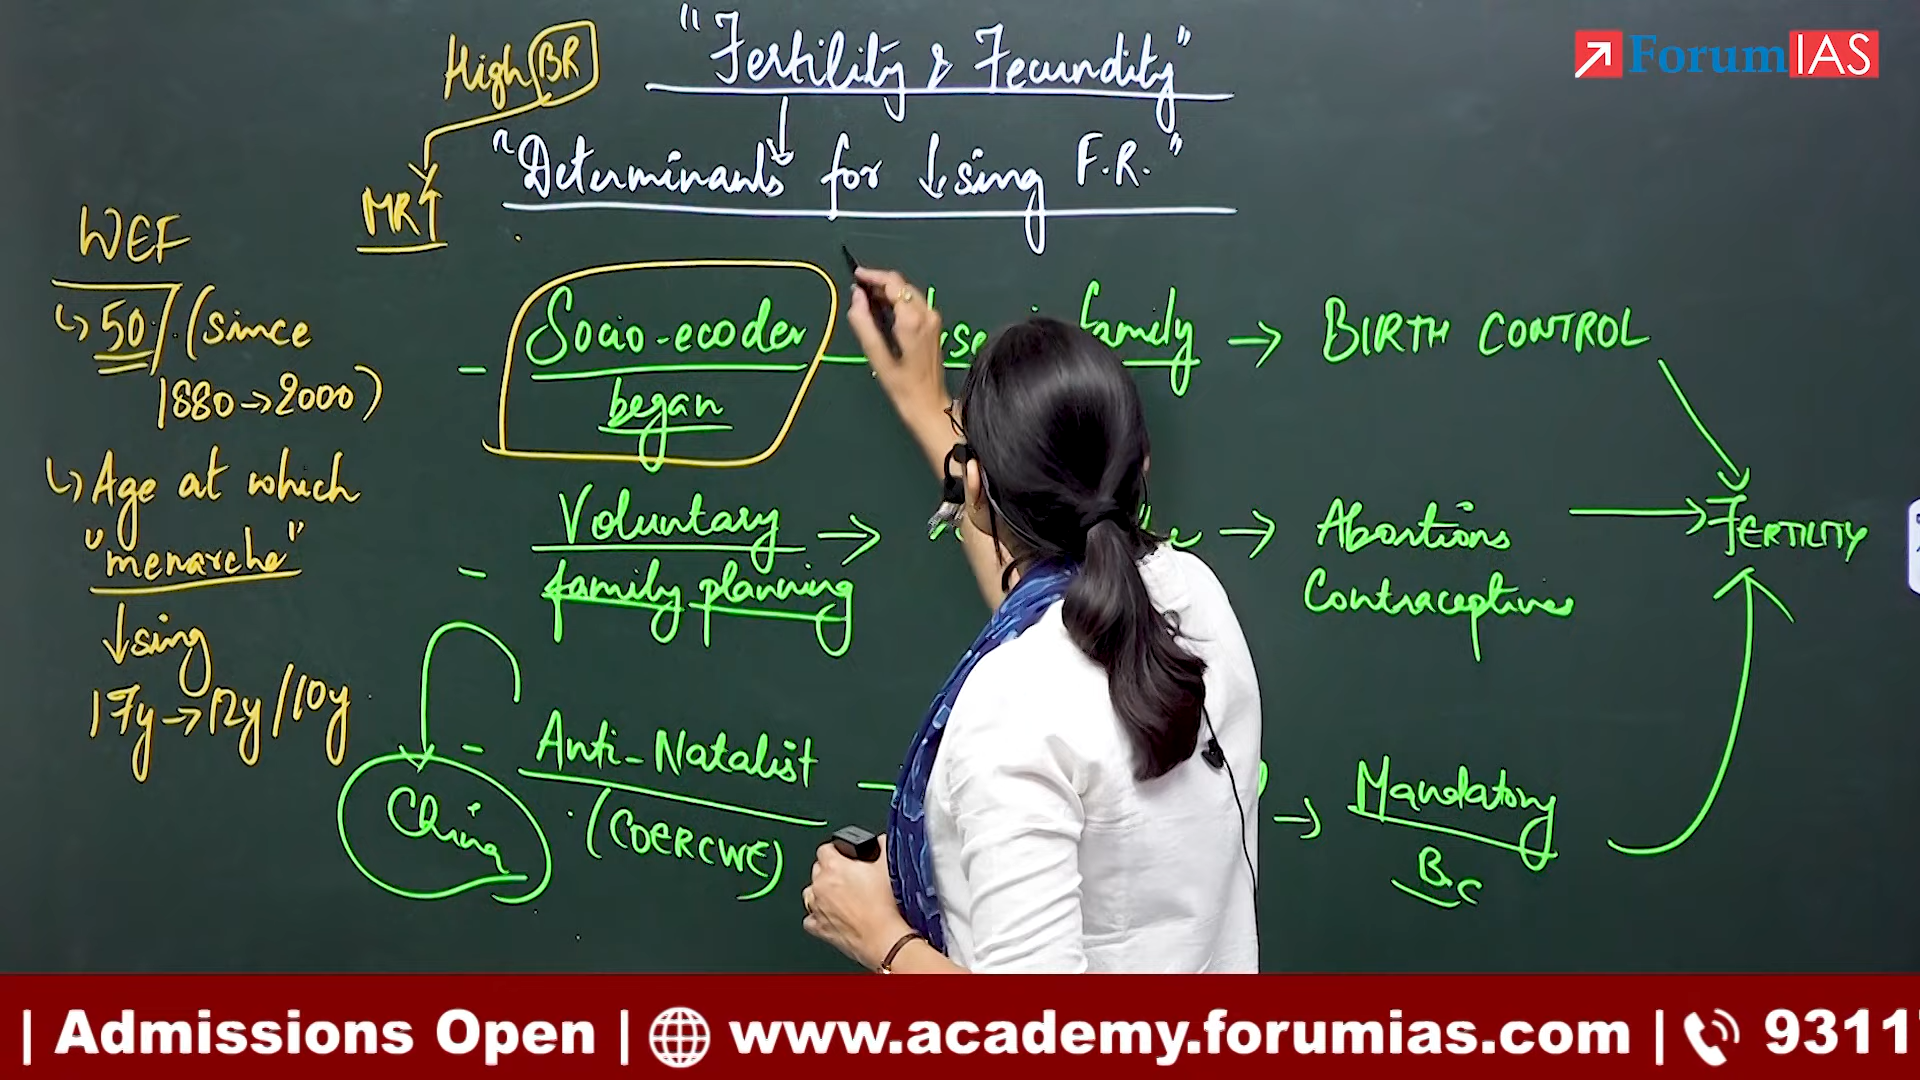 "Fertility & Fecundity"
High BR
"Determinants for ↓sing F.R."
MR↑
WEF
↳ 50% (since
1880→2000)
↳ Age at which
"menarche"
↓sing
17y→12y/10y
- Socio-ecoder
began
family → BIRTH CONTROL
- Voluntary →
family planning
→ Abortions
Contraceptives
→ FERTILITY
- Anti-Natalist
(COERCIVE)
China
→ Mandatory
B.C
ForumIAS
| Admissions Open | www.academy.forumias.com | 9311